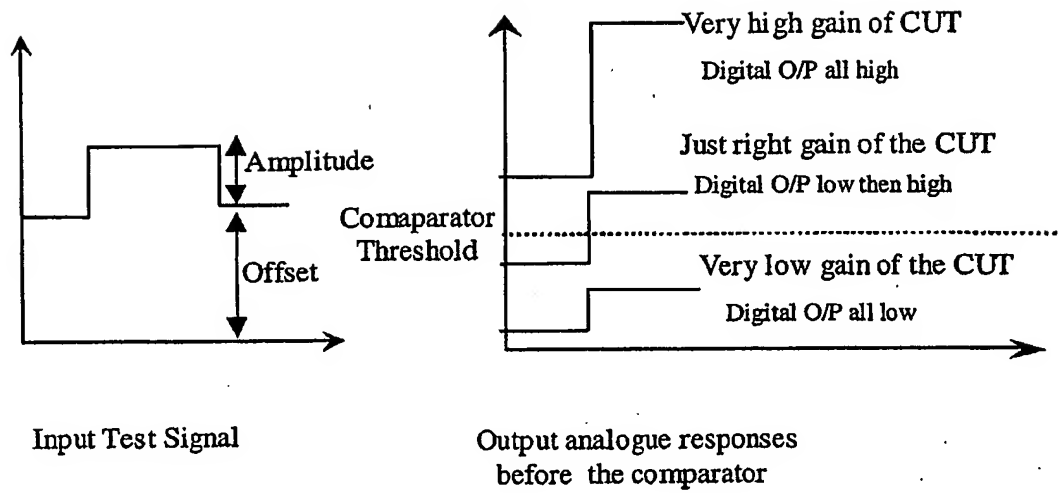 Amplitude
Offset
Input Test Signal
Very high gain of CUT
Digital O/P all high
Just right gain of the CUT
Digital O/P low then high
Comaparator
Threshold
Very low gain of the CUT
Digital O/P all low
Output analogue responses
before the comparator